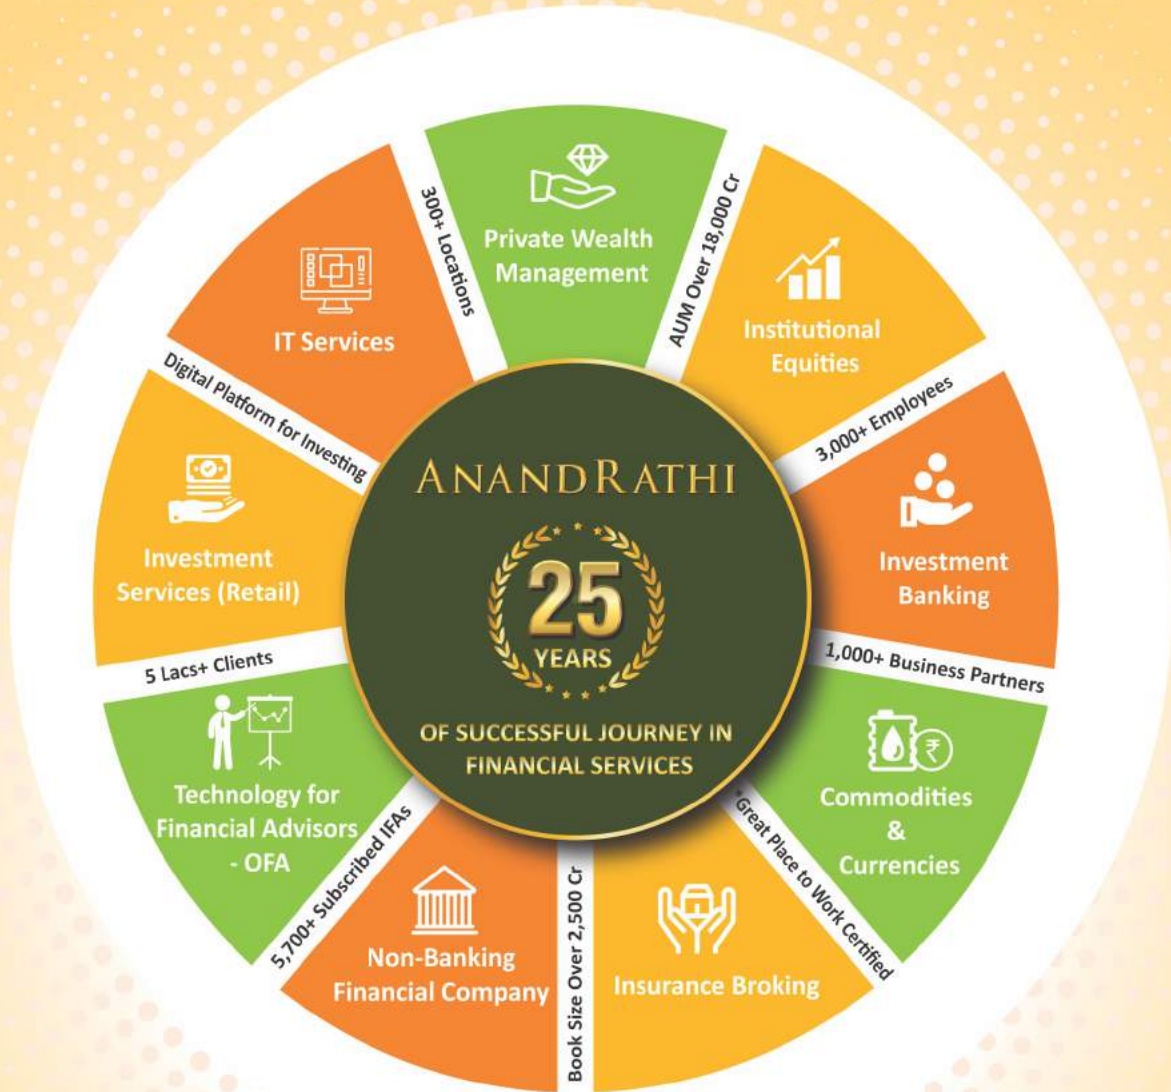 ANANDRATHI
25
YEARS
OF SUCCESSFUL JOURNEY IN
FINANCIAL SERVICES
Private Wealth
Management
AUM Over 18,000 Cr
Institutional
Equities
3,000+ Employees
Investment
Banking
1,000+ Business Partners
Commodities
&
Currencies
₹
*Great Place to Work Certified
Insurance Broking
Book Size Over 2,500 Cr
Non-Banking
Financial Company
5,700+ Subscribed IFAs
Technology for
Financial Advisors
- OFA
5 Lacs+ Clients
Investment
Services (Retail)
Digital Platform for Investing
IT Services
300+ Locations